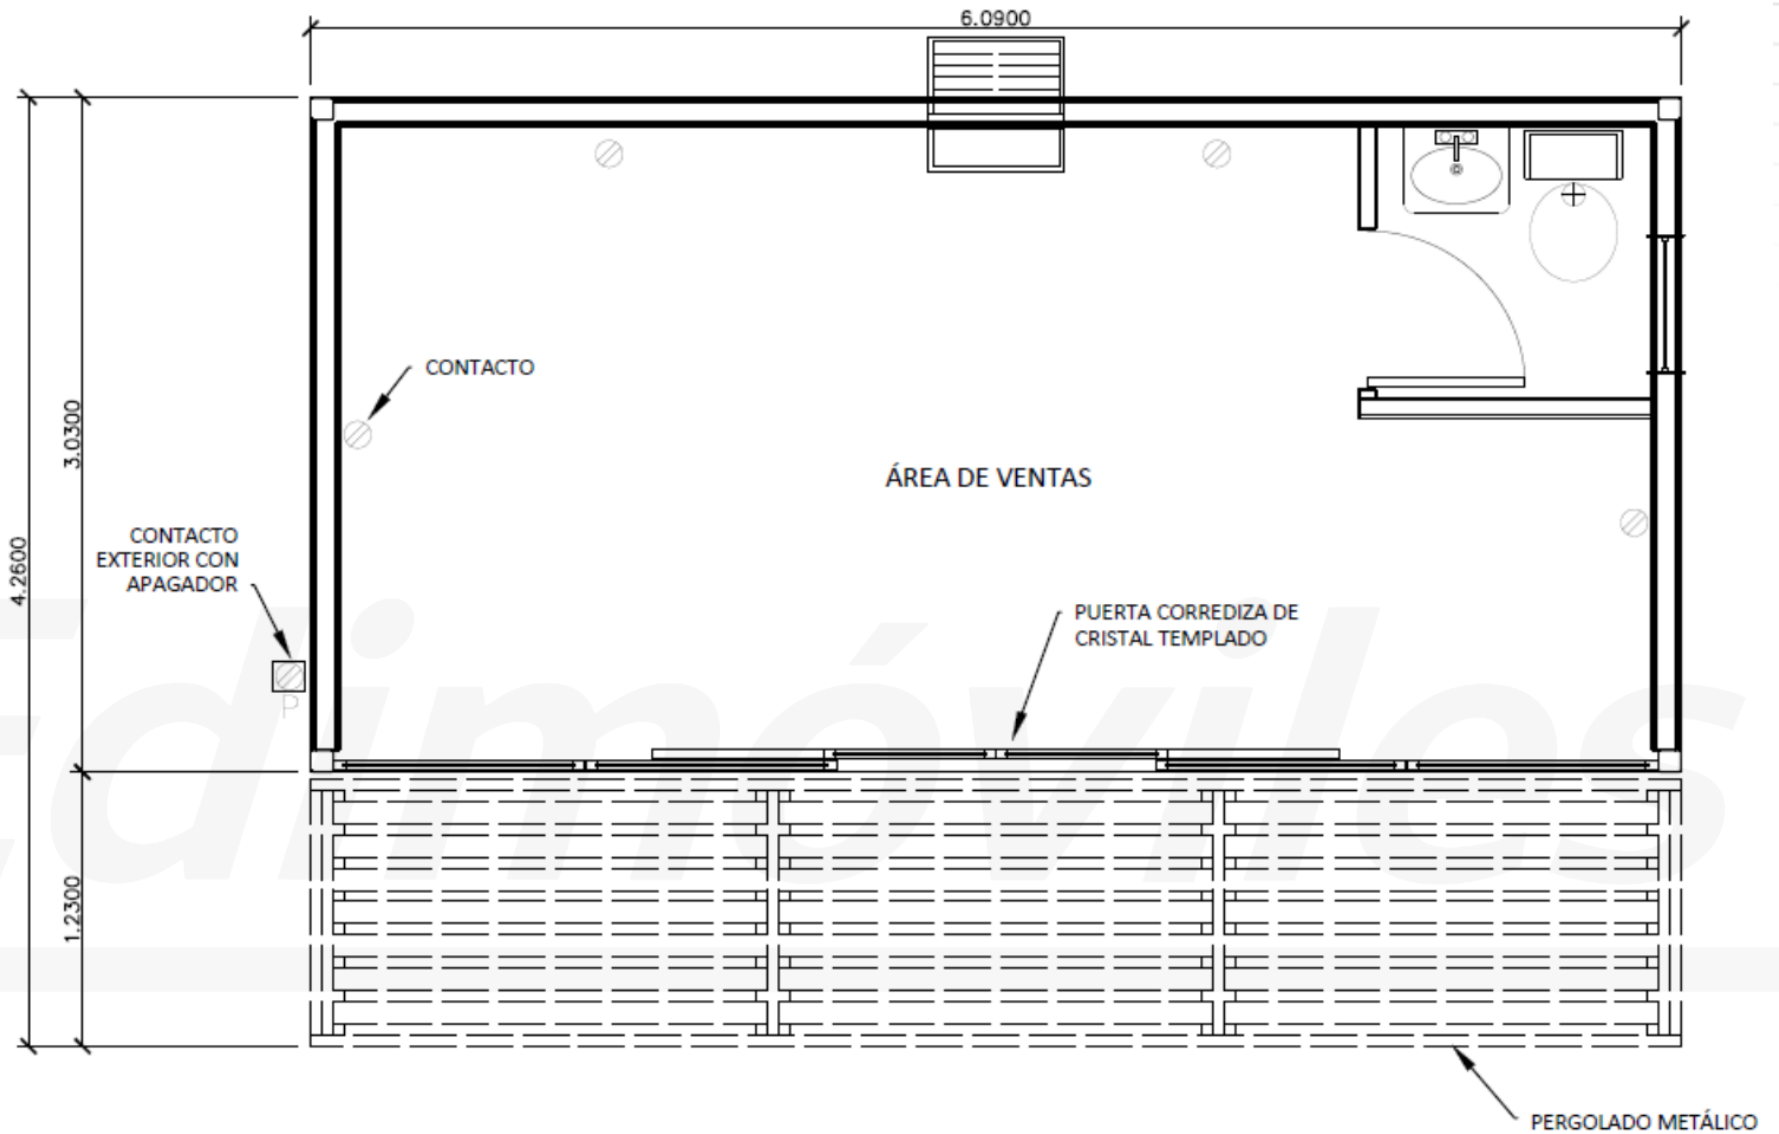 6.0900
CONTACTO
3.0300
ÁREA DE VENTAS
CONTACTO
EXTERIOR CON
APAGADOR
4.2600
PUERTA CORREDIZA DE
CRISTAL TEMPLADO
P
Edimóviles
1.2300
PERGOLADO METÁLICO